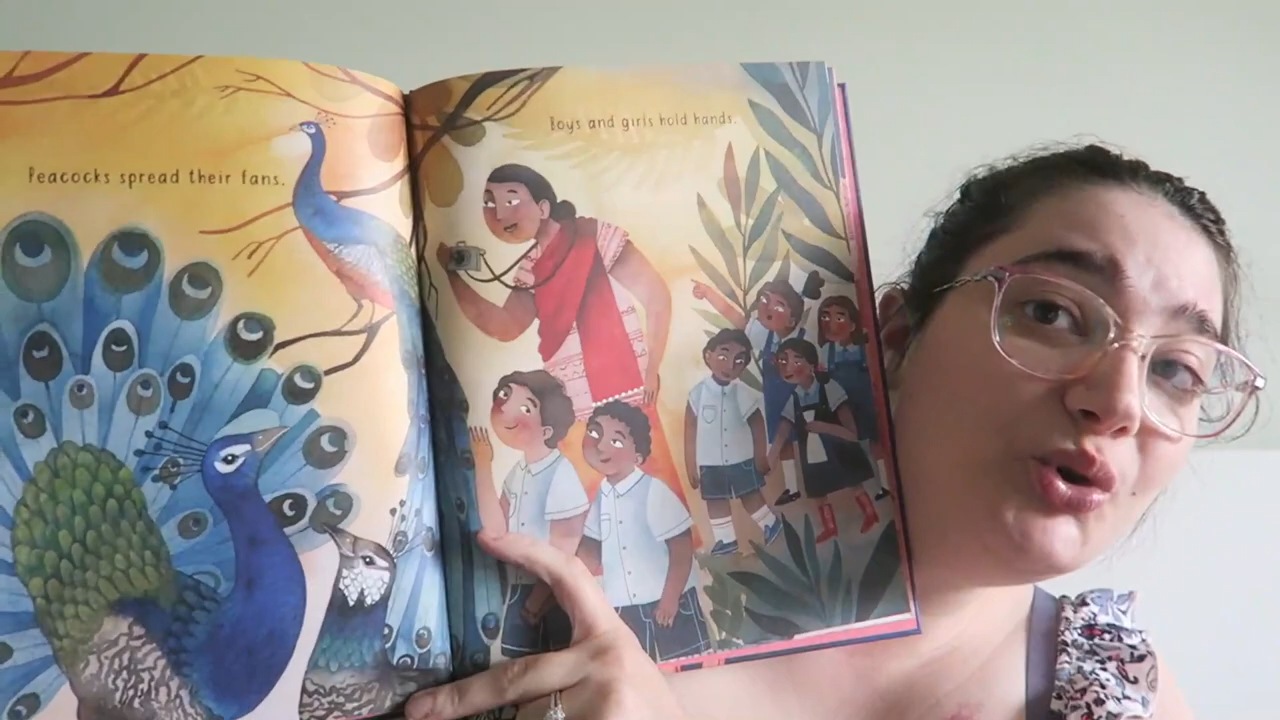 Peacocks spread their fans.
Boys and girls hold hands.